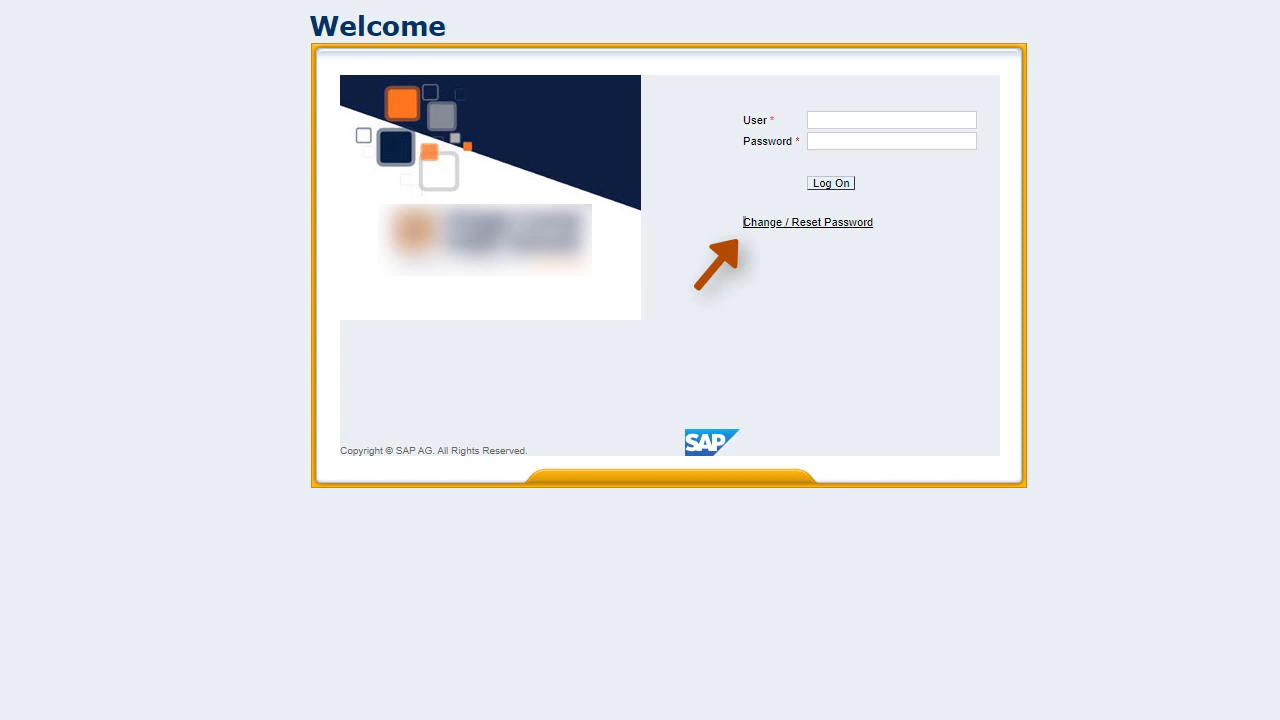 Welcome
User *
Password *
Log On
Change / Reset Password
Copyright © SAP AG. All Rights Reserved.
SAP